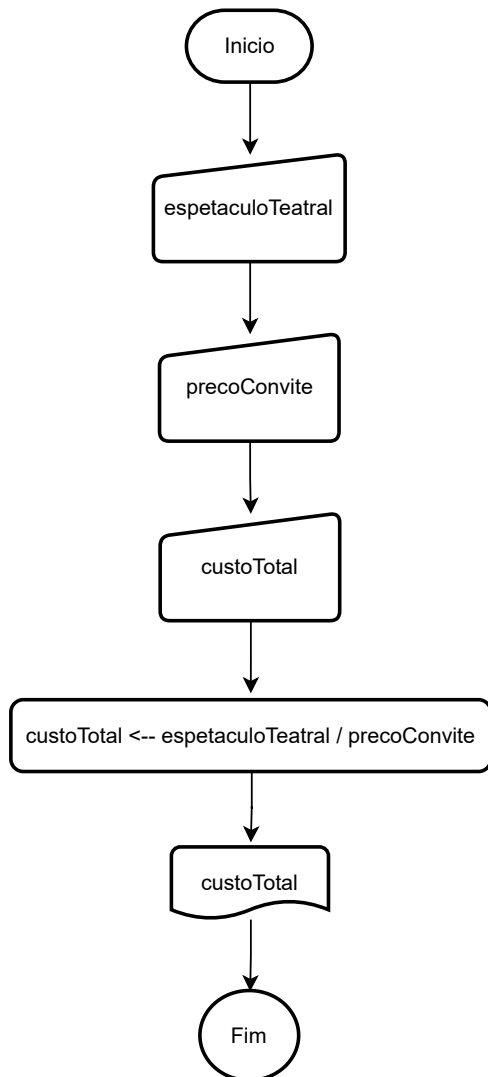 Inicio
espetaculoTeatral
precoConvite
custoTotal
custoTotal <-- espetaculoTeatral / precoConvite
custoTotal
Fim